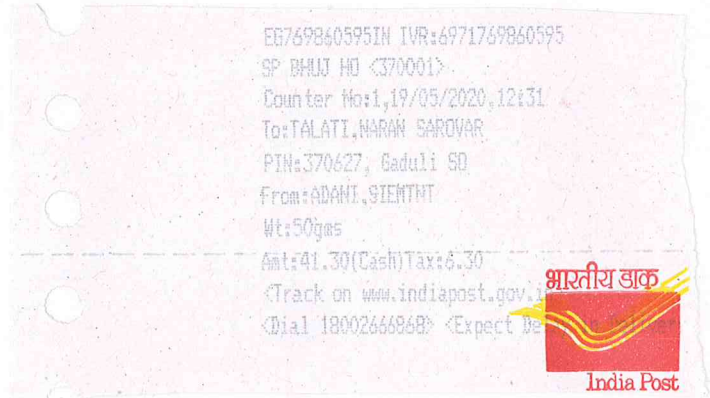 EG769860595IN IVR:6971769860595
SP BHUJ HO <370001>
Counter No:1,19/05/2020,12:31
To:TALATI,NARAN SAROVAR
PIN:370627, Gaduli SO
From:ADANI,
Wt:50gms
Amt:41.30(Cash)Tax:6.30
<Track on www.indiapost.gov.
<Dial 18002666868> <Expect
भारतीय डाक
India Post